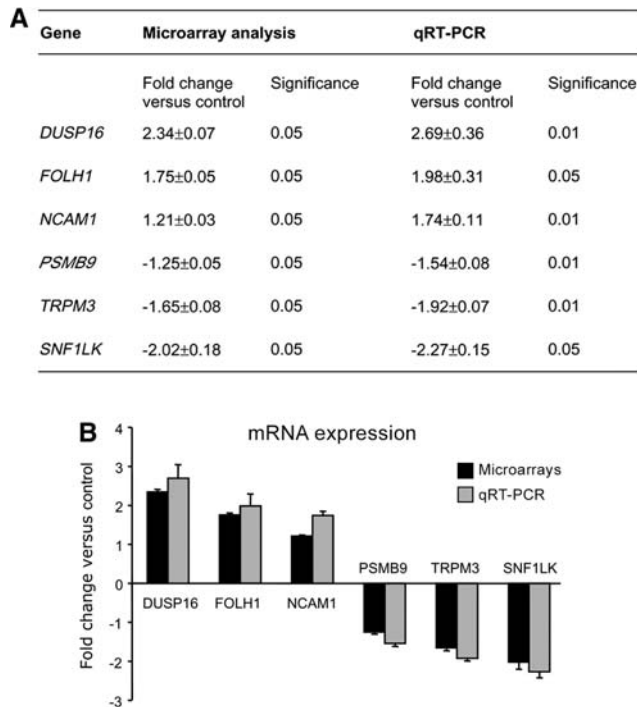 A
Gene Microarray analysis qRT-PCR
Fold change versus control Significance Fold change versus control Significance
DUSP16 2.34±0.07 0.05 2.69±0.36 0.01
FOLH1 1.75±0.05 0.05 1.98±0.31 0.05
NCAM1 1.21±0.03 0.05 1.74±0.11 0.01
PSMB9 -1.25±0.05 0.05 -1.54±0.08 0.01
TRPM3 -1.65±0.08 0.05 -1.92±0.07 0.01
SNF1LK -2.02±0.18 0.05 -2.27±0.15 0.05
B
mRNA expression
Fold change versus control
4
3
2
1
0
-1
-2
-3
Microarrays
qRT-PCR
PSMB9 TRPM3 SNF1LK
DUSP16 FOLH1 NCAM1